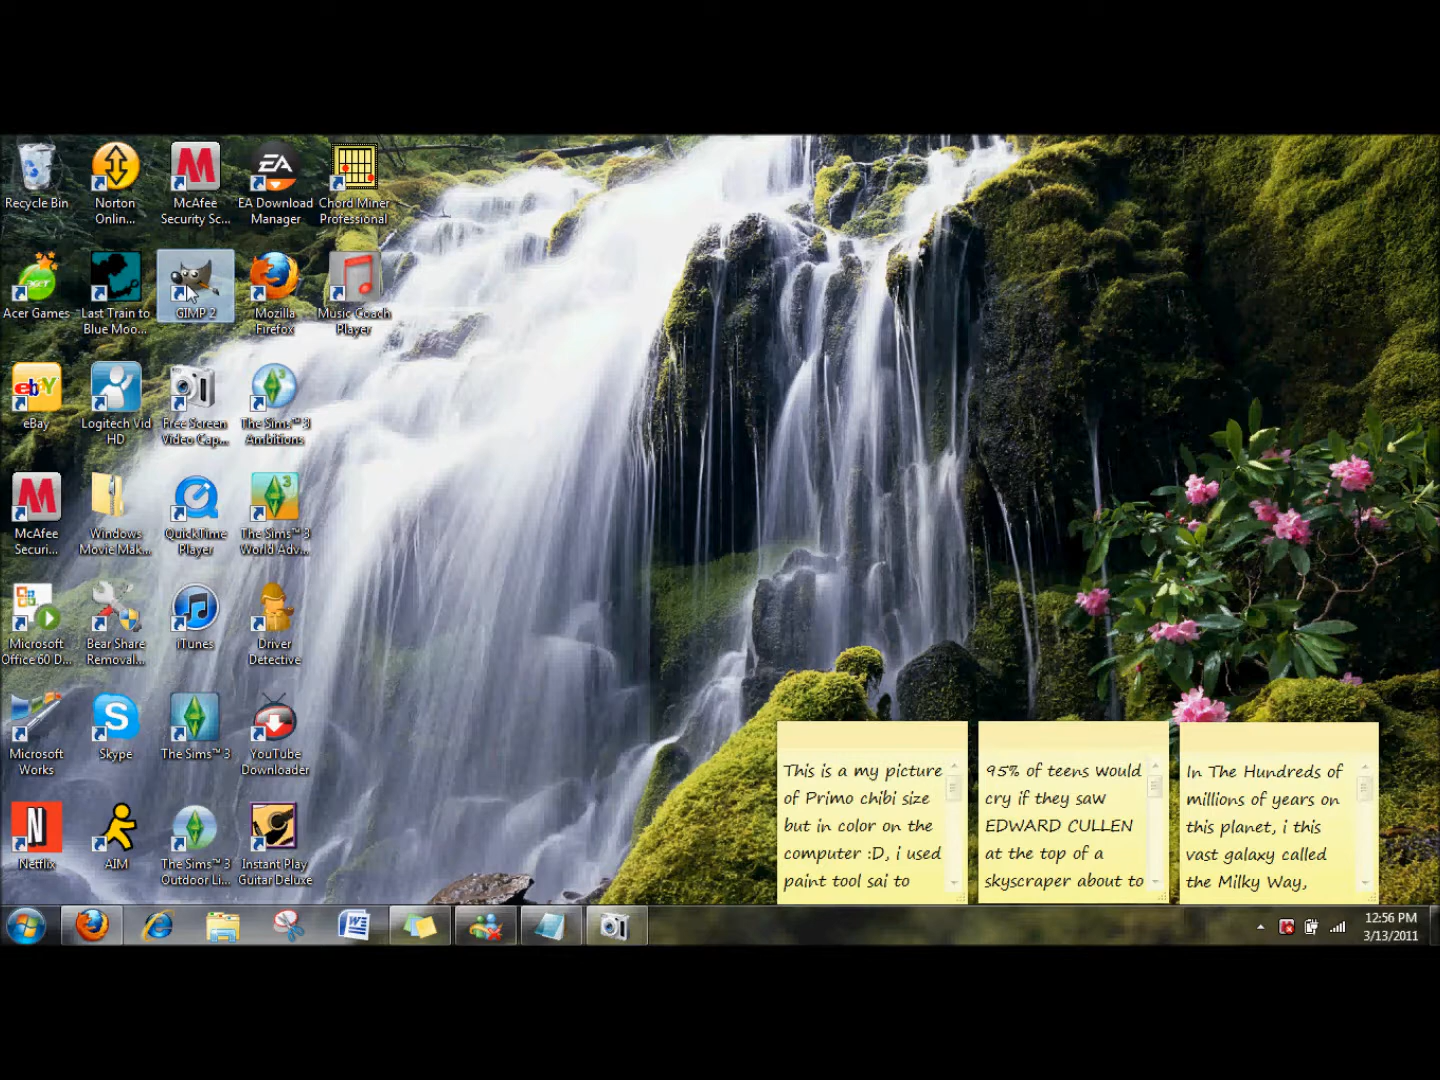 Recycle Bin
Norton
Onlin...
McAfee
Security Sc...
EA Download
Manager
Chord Miner
Professional
Acer Games
Last Train to
Blue Moo...
GIMP 2
Mozilla
Firefox
Music Coach
Player
eBay
Logitech Vid
HD
Free Screen
Video Cap...
The Sims™ 3
Ambitions
McAfee
Securi...
Windows
Movie Mak...
QuickTime
Player
The Sims™ 3
World Adv...
Microsoft
Office 60 D...
Bear Share
Removal...
iTunes
Driver
Detective
Microsoft
Works
Skype
The Sims™ 3
YouTube
Downloader
Netflix
AIM
The Sims™ 3
Outdoor Li...
Instant Play
Guitar Deluxe
This is a my picture
of Primo chibi size
but in color on the
computer :D, i used
paint tool sai to
95% of teens would
cry if they saw
EDWARD CULLEN
at the top of a
skyscraper about to
In The Hundreds of
millions of years on
this planet, i this
vast galaxy called
the Milky Way,
12:56 PM
3/13/2011